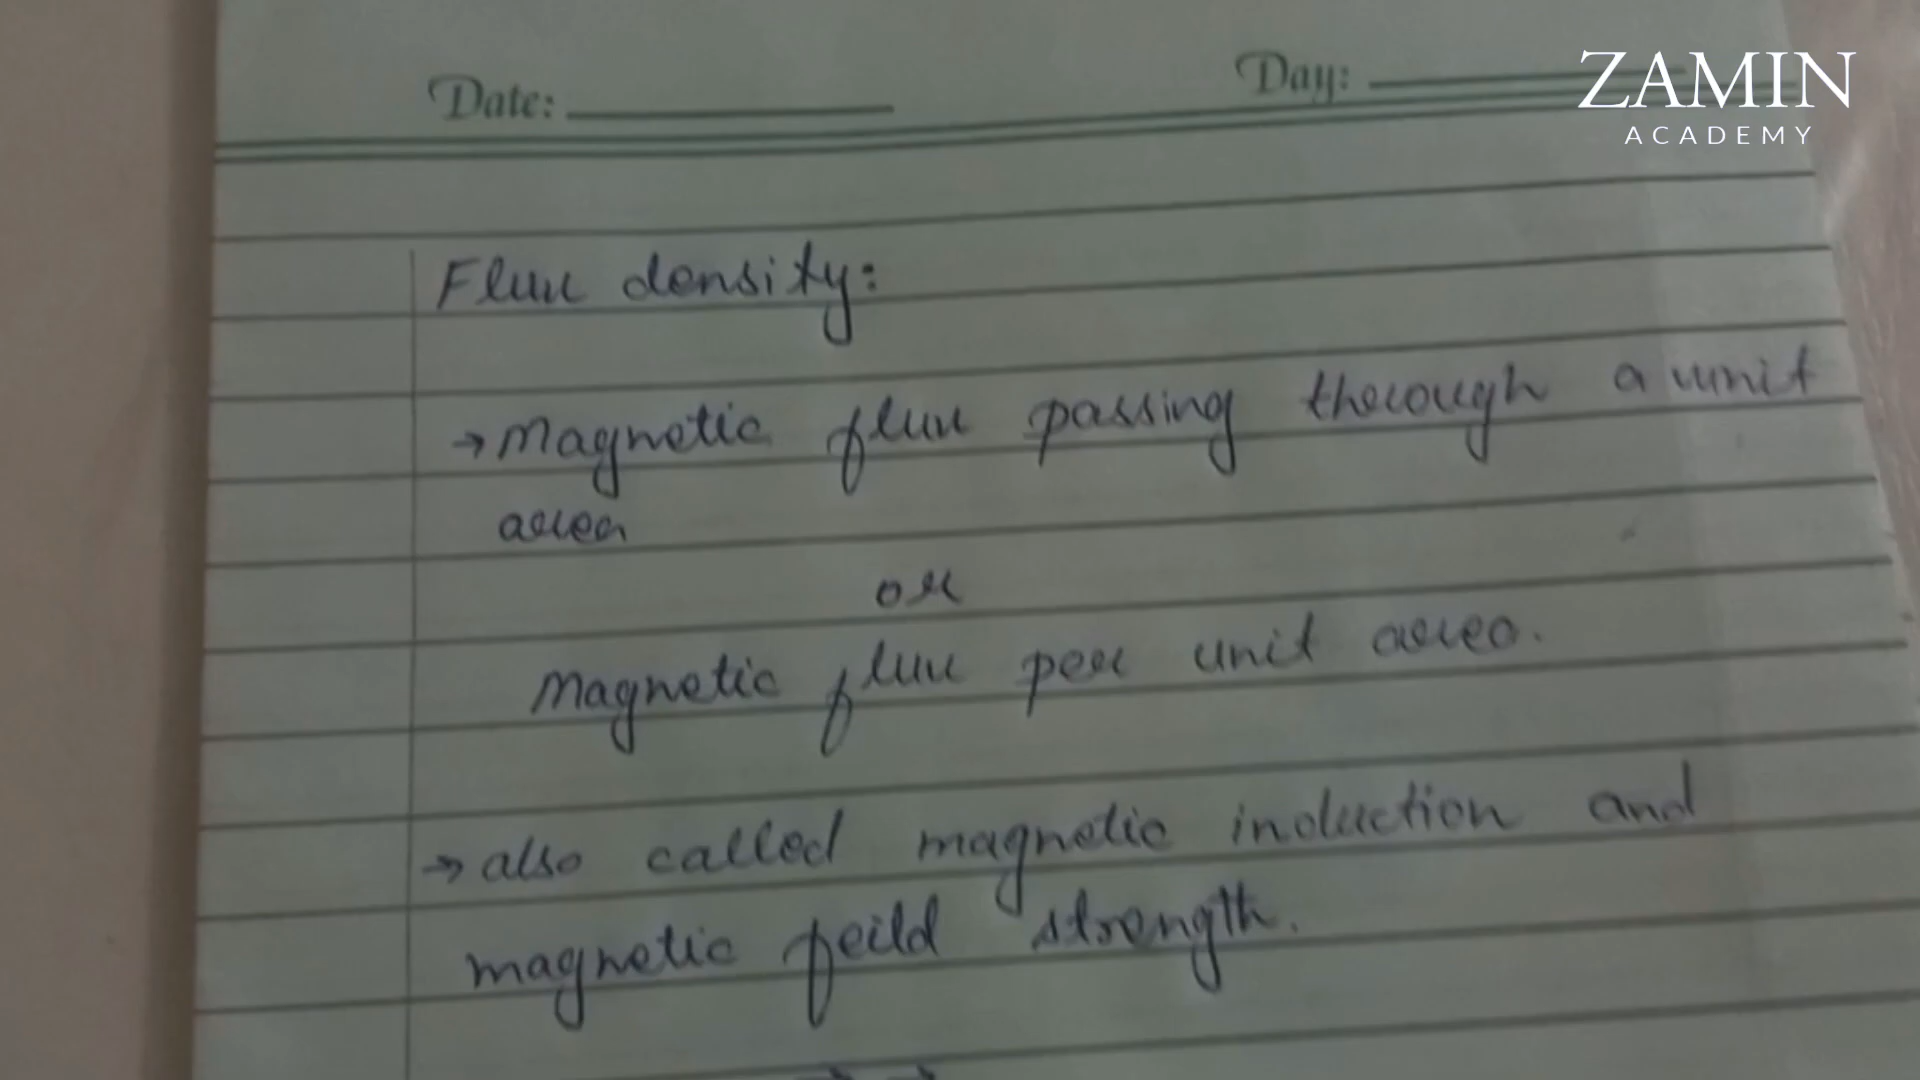 Date: Day:
ZAMIN
ACADEMY
Flux density:
→ Magnetic flux passing through a unit
area
or
Magnetic flux per unit area.
→ also called magnetic induction and
magnetic feild strength.